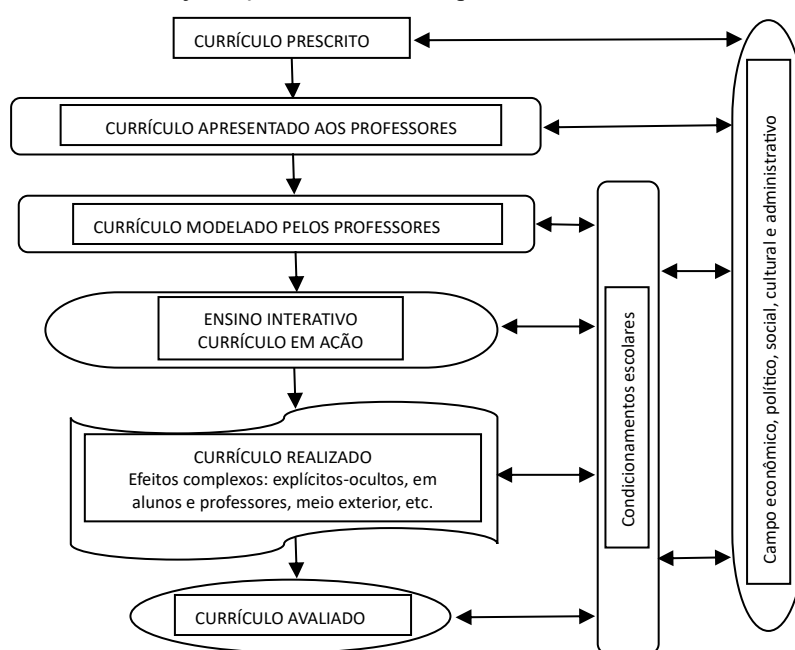 CURRÍCULO PRESCRITO
CURRÍCULO APRESENTADO AOS PROFESSORES
CURRÍCULO MODELADO PELOS PROFESSORES
ENSINO INTERATIVO
CURRÍCULO EM AÇÃO
CURRÍCULO REALIZADO
Efeitos complexos: explícitos-ocultos, em
alunos e professores, meio exterior, etc.
CURRÍCULO AVALIADO
Condicionamentos escolares
Campo econômico, político, social, cultural e administrativo